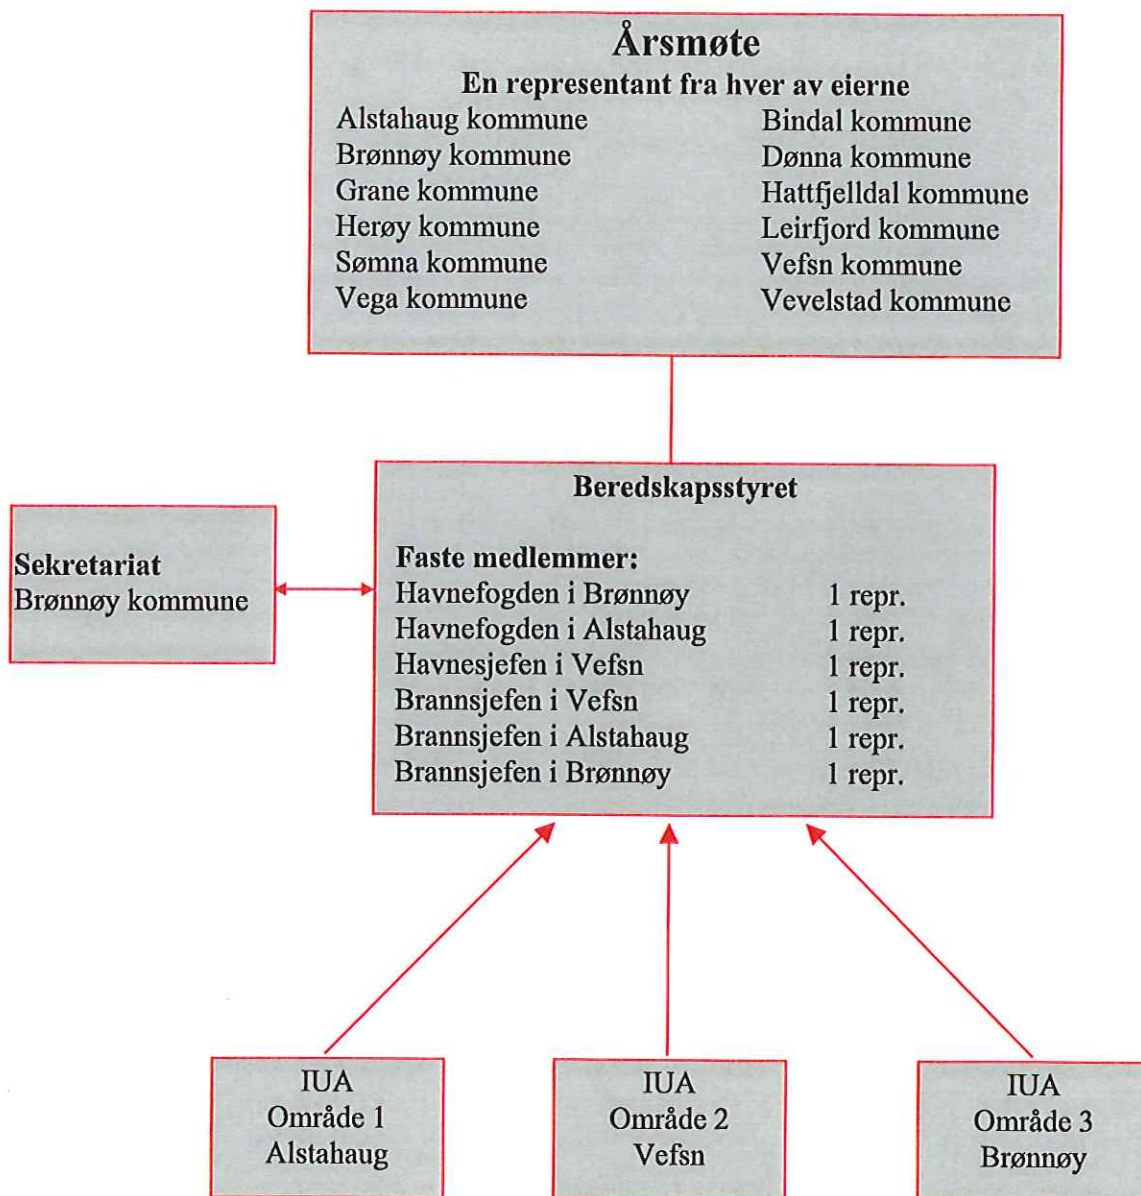 Årsmøte
En representant fra hver av eierne
Alstahaug kommune Bindal kommune
Brønnøy kommune Dønna kommune
Grane kommune Hattfjelldal kommune
Herøy kommune Leirfjord kommune
Sømna kommune Vefsn kommune
Vega kommune Vevelstad kommune
Sekretariat
Brønnøy kommune
Beredskapsstyret
Faste medlemmer:
Havnefogden i Brønnøy 1 repr.
Havnefogden i Alstahaug 1 repr.
Havnesjefen i Vefsn 1 repr.
Brannsjefen i Vefsn 1 repr.
Brannsjefen i Alstahaug 1 repr.
Brannsjefen i Brønnøy 1 repr.
IUA
Område 1
Alstahaug
IUA
Område 2
Vefsn
IUA
Område 3
Brønnøy